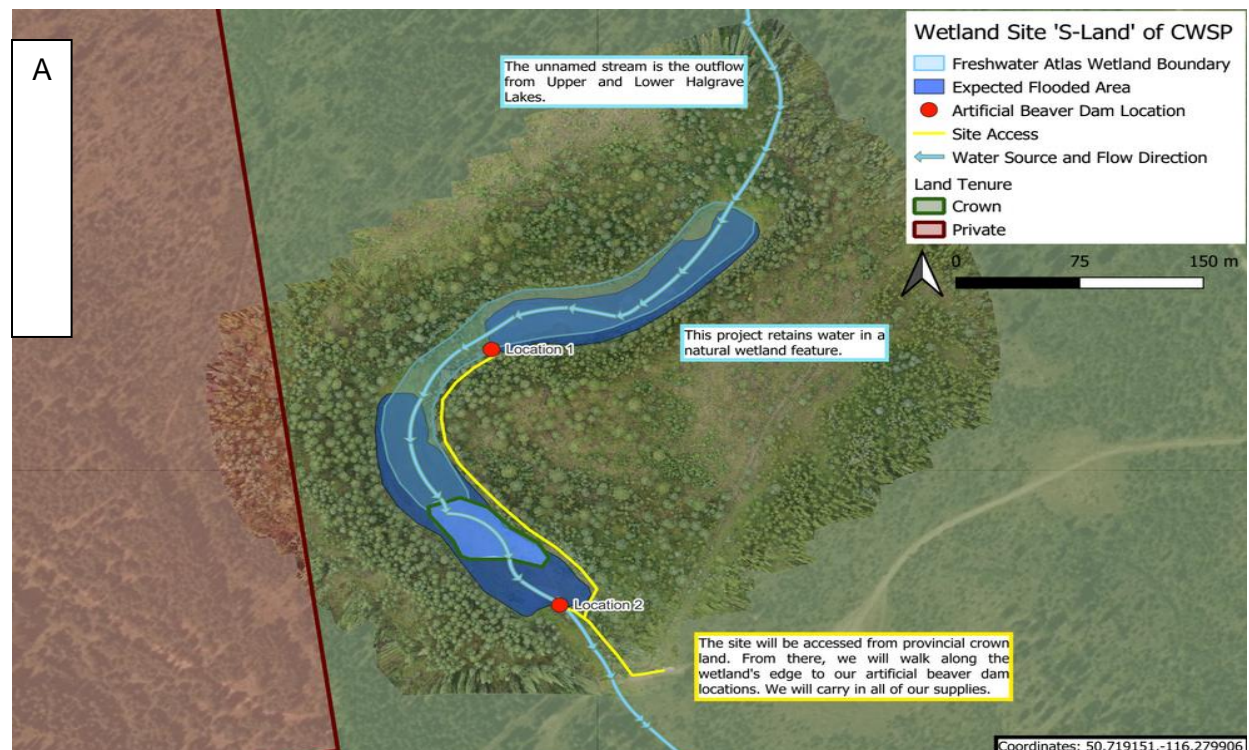 A
The unnamed stream is the outflow
from Upper and Lower Halgrave
Lakes.
Wetland Site 'S-Land' of CWSP
Freshwater Atlas Wetland Boundary
Expected Flooded Area
Artificial Beaver Dam Location
Site Access
Water Source and Flow Direction
Land Tenure
Crown
Private
0 75 150 m
This project retains water in a
natural wetland feature.
Location 1
Location 2
The site will be accessed from provincial crown
land. From there, we will walk along the
wetland's edge to our artificial beaver dam
locations. We will carry in all of our supplies.
Coordinates: 50.719151,-116.279906